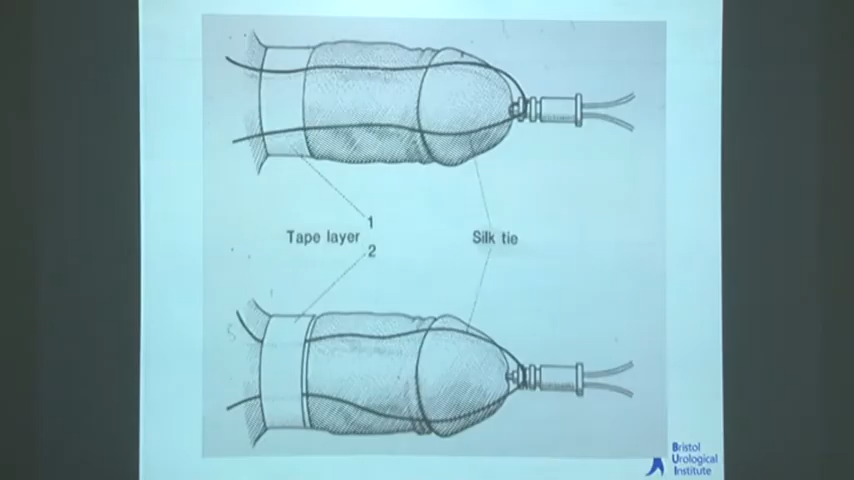 1
Tape layer
2
Silk tie
Bristol
Urological
Institute